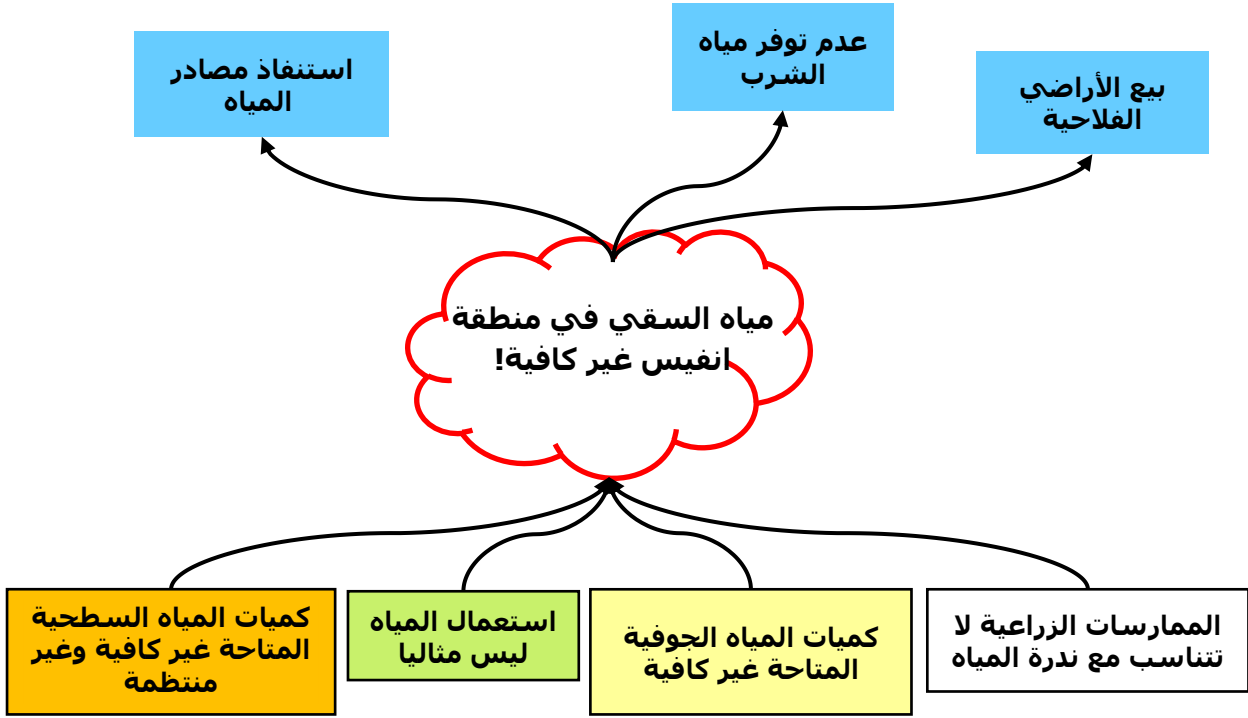 بيع الأراضي
الفلاحية
عدم توفر مياه
الشرب
استنفاذ مصادر
المياه
مياه السقي في منطقة
انفيس غير كافية!
الممارسات الزراعية لا
تتناسب مع ندرة المياه
كميات المياه الجوفية
المتاحة غير كافية
استعمال المياه
ليس مثاليا
كميات المياه السطحية
المتاحة غير كافية وغير
منتظمة